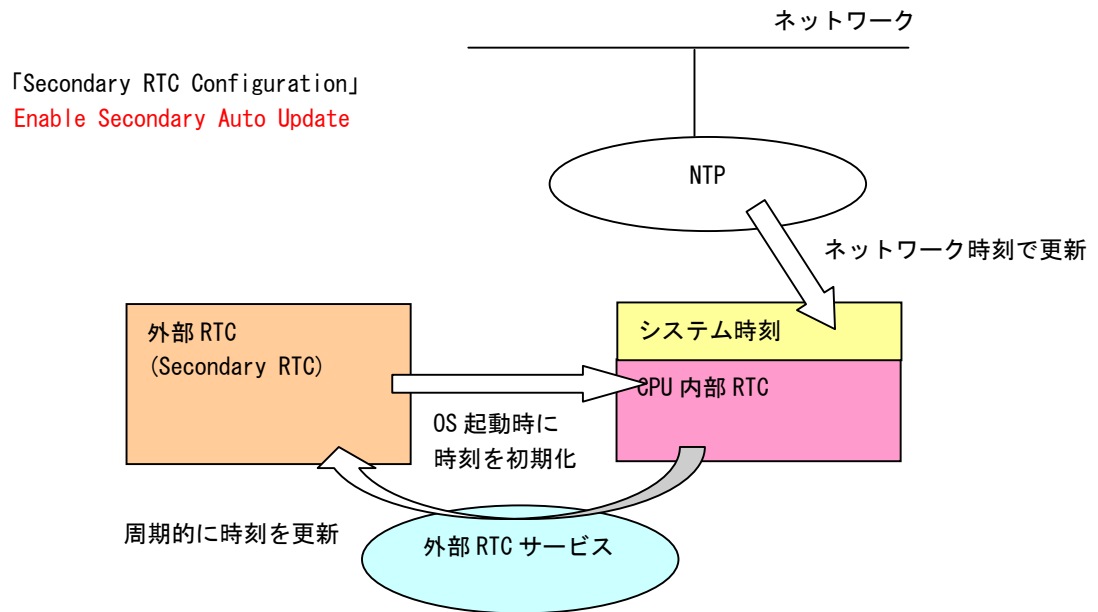 ネットワーク
「Secondary RTC Configuration」
Enable Secondary Auto Update
NTP
ネットワーク時刻で更新
外部 RTC
(Secondary RTC)
システム時刻
CPU 内部 RTC
OS 起動時に
時刻を初期化
周期的に時刻を更新
外部 RTC サービス